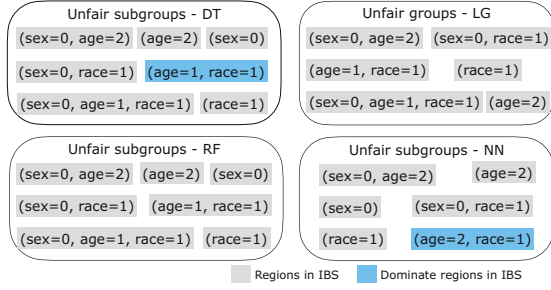 Unfair subgroups - DT
(sex=0, age=2) (age=2) (sex=0)
(sex=0, race=1) (age=1, race=1)
(sex=0, age=1, race=1) (race=1)
Unfair groups - LG
(sex=0, age=2) (sex=0, race=1)
(age=1, race=1) (race=1)
(sex=0, age=1, race=1) (age=2)
Unfair subgroups - RF
(sex=0, age=2) (age=2) (sex=0)
(sex=0, race=1) (age=1, race=1)
(sex=0, age=1, race=1) (race=1)
Unfair subgroups - NN
(sex=0, age=2) (age=2)
(sex=0) (sex=0, race=1)
(race=1) (age=2, race=1)
Regions in IBS Dominate regions in IBS